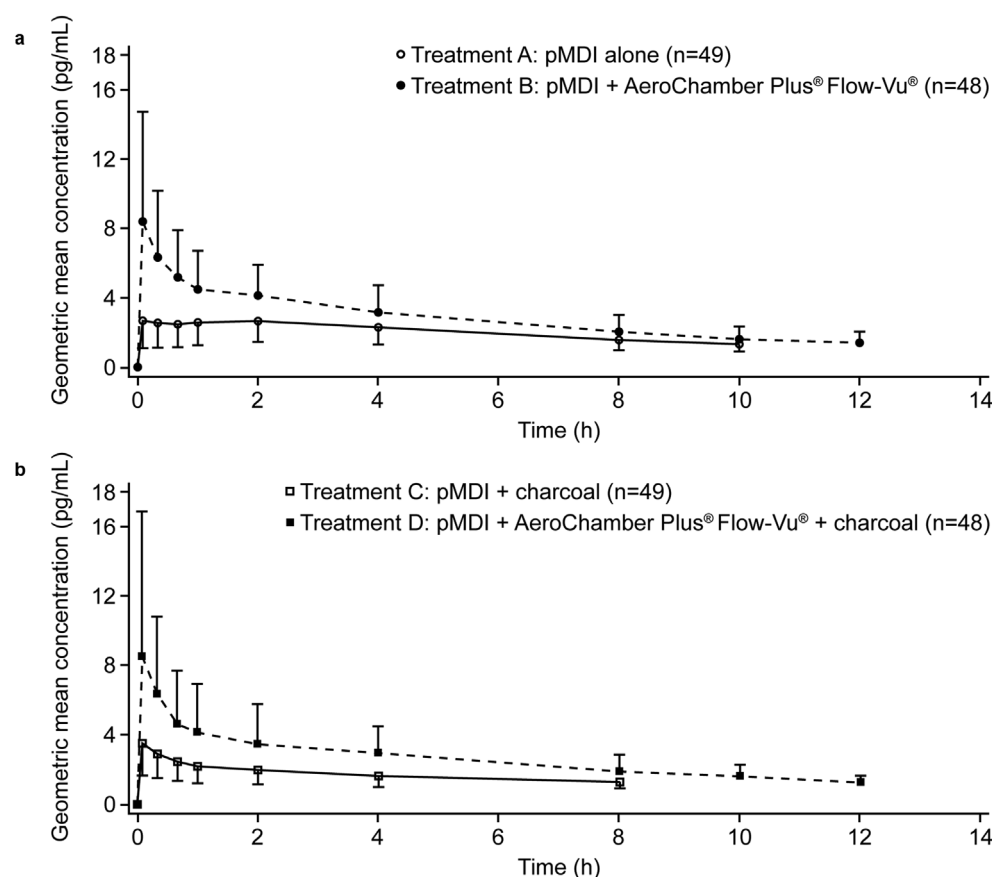 a
Geometric mean concentration (pg/mL)
18
16
12
8
4
0
Treatment A: pMDI alone (n=49)
Treatment B: pMDI + AeroChamber Plus® Flow-Vu® (n=48)
0 2 4 6 8 10 12 14
Time (h)
b
Geometric mean concentration (pg/mL)
18
16
12
8
4
0
Treatment C: pMDI + charcoal (n=49)
Treatment D: pMDI + AeroChamber Plus® Flow-Vu® + charcoal (n=48)
0 2 4 6 8 10 12 14
Time (h)